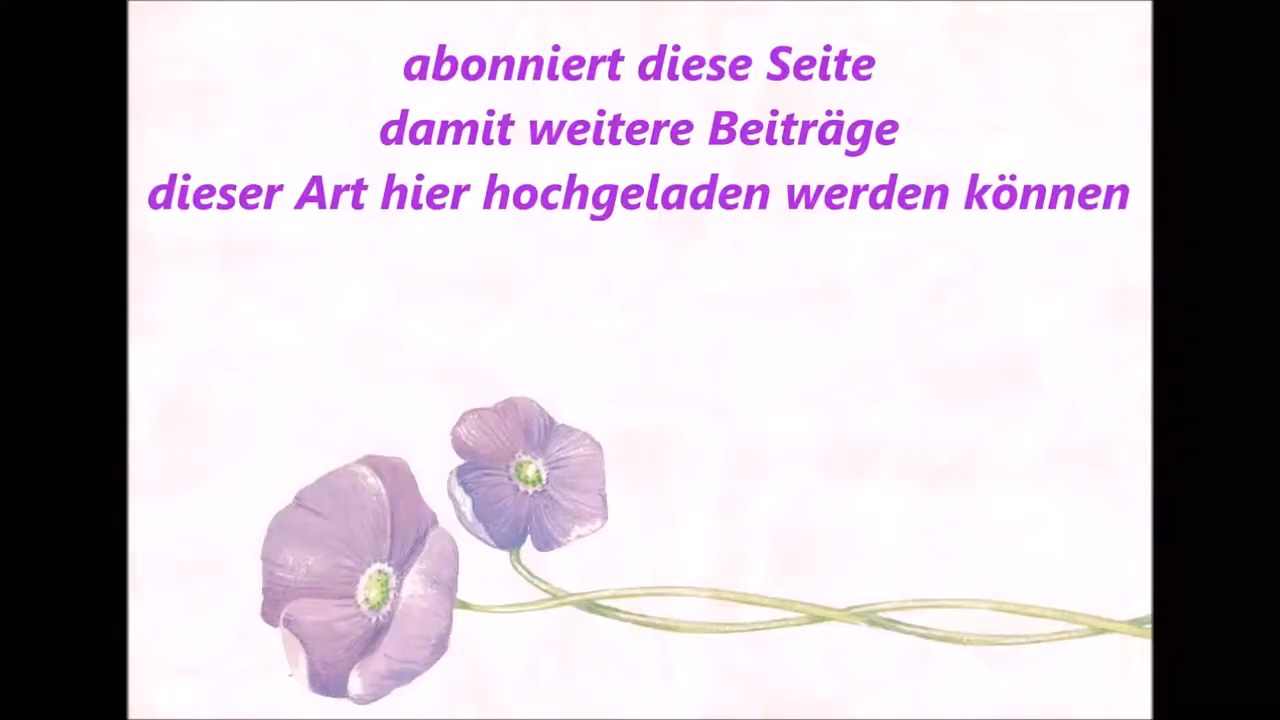 abonniert diese Seite
damit weitere Beiträge
dieser Art hier hochgeladen werden können